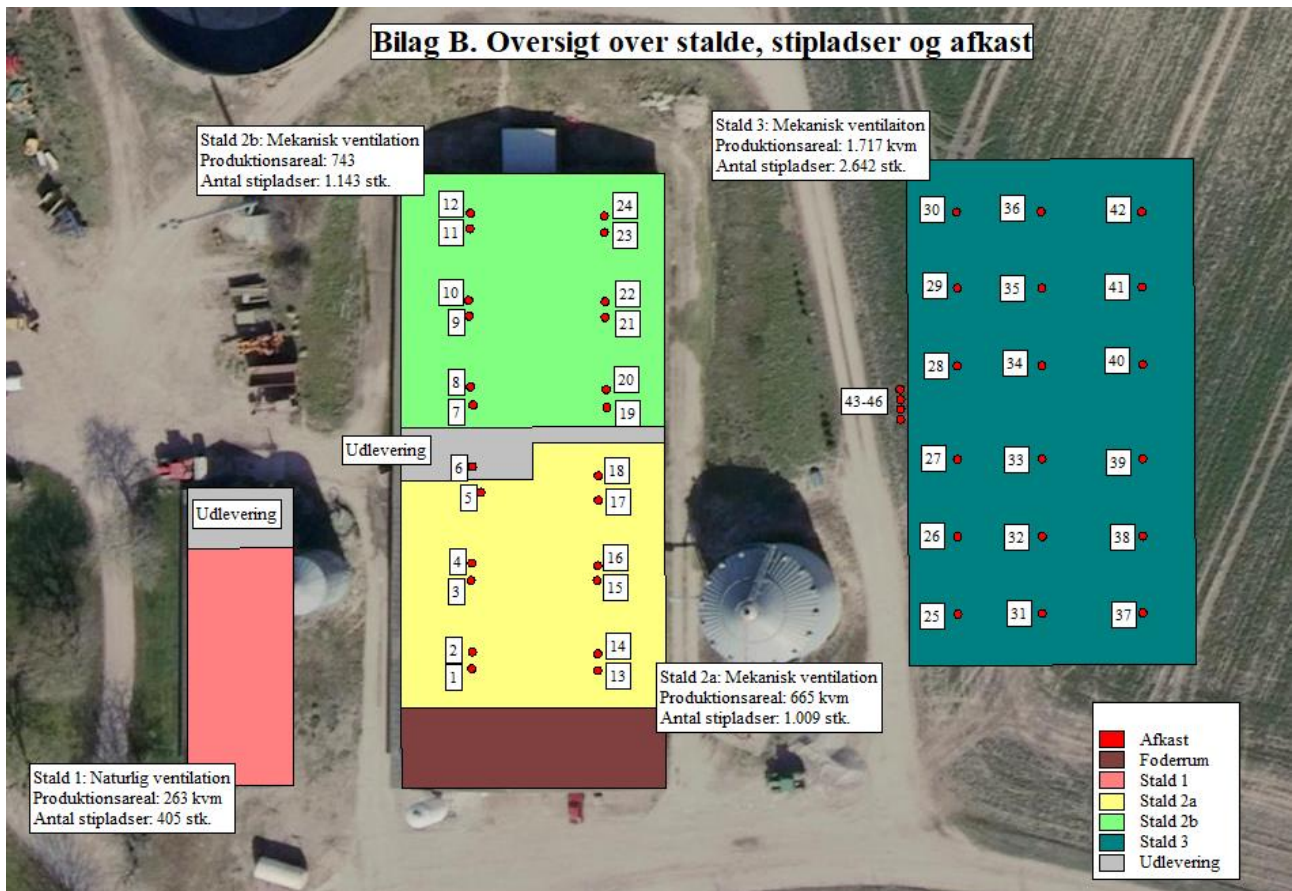 Bilag B. Oversigt over stalde, stipladser og afkast
Stald 2b: Mekanisk ventilation
Produktionsareal: 743
Antal stipladser: 1.143 stk.
Stald 3: Mekanisk ventilaiton
Produktionsareal: 1.717 kvm
Antal stipladser: 2.642 stk.
12
11
10
9
8
7
24
23
22
21
20
19
Udlevering
6
5
4
3
2
1
18
17
16
15
14
13
30
36
42
29
35
41
28
34
40
43-46
27
33
39
26
32
38
25
31
37
Udlevering
Stald 2a: Mekanisk ventilation
Produktionsareal: 665 kvm
Antal stipladser: 1.009 stk.
Stald 1: Naturlig ventilation
Produktionsareal: 263 kvm
Antal stipladser: 405 stk.
Afkast
Foderrum
Stald 1
Stald 2a
Stald 2b
Stald 3
Udlevering